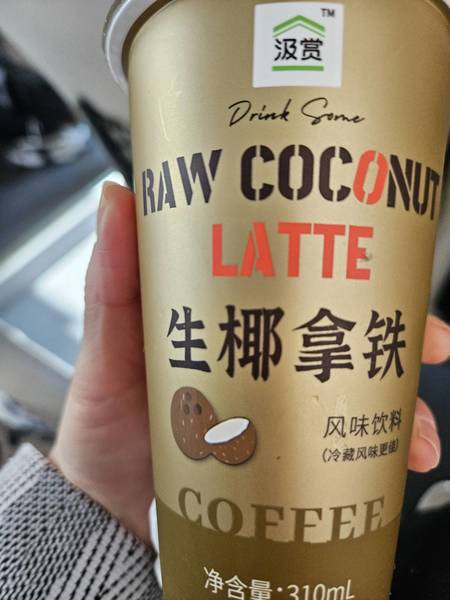 汲赏
TM
Drink Some
RAW COCONUT
LATTE
生椰拿铁
风味饮料
(冷藏风味更佳)
COFFEE
净含量:310mL